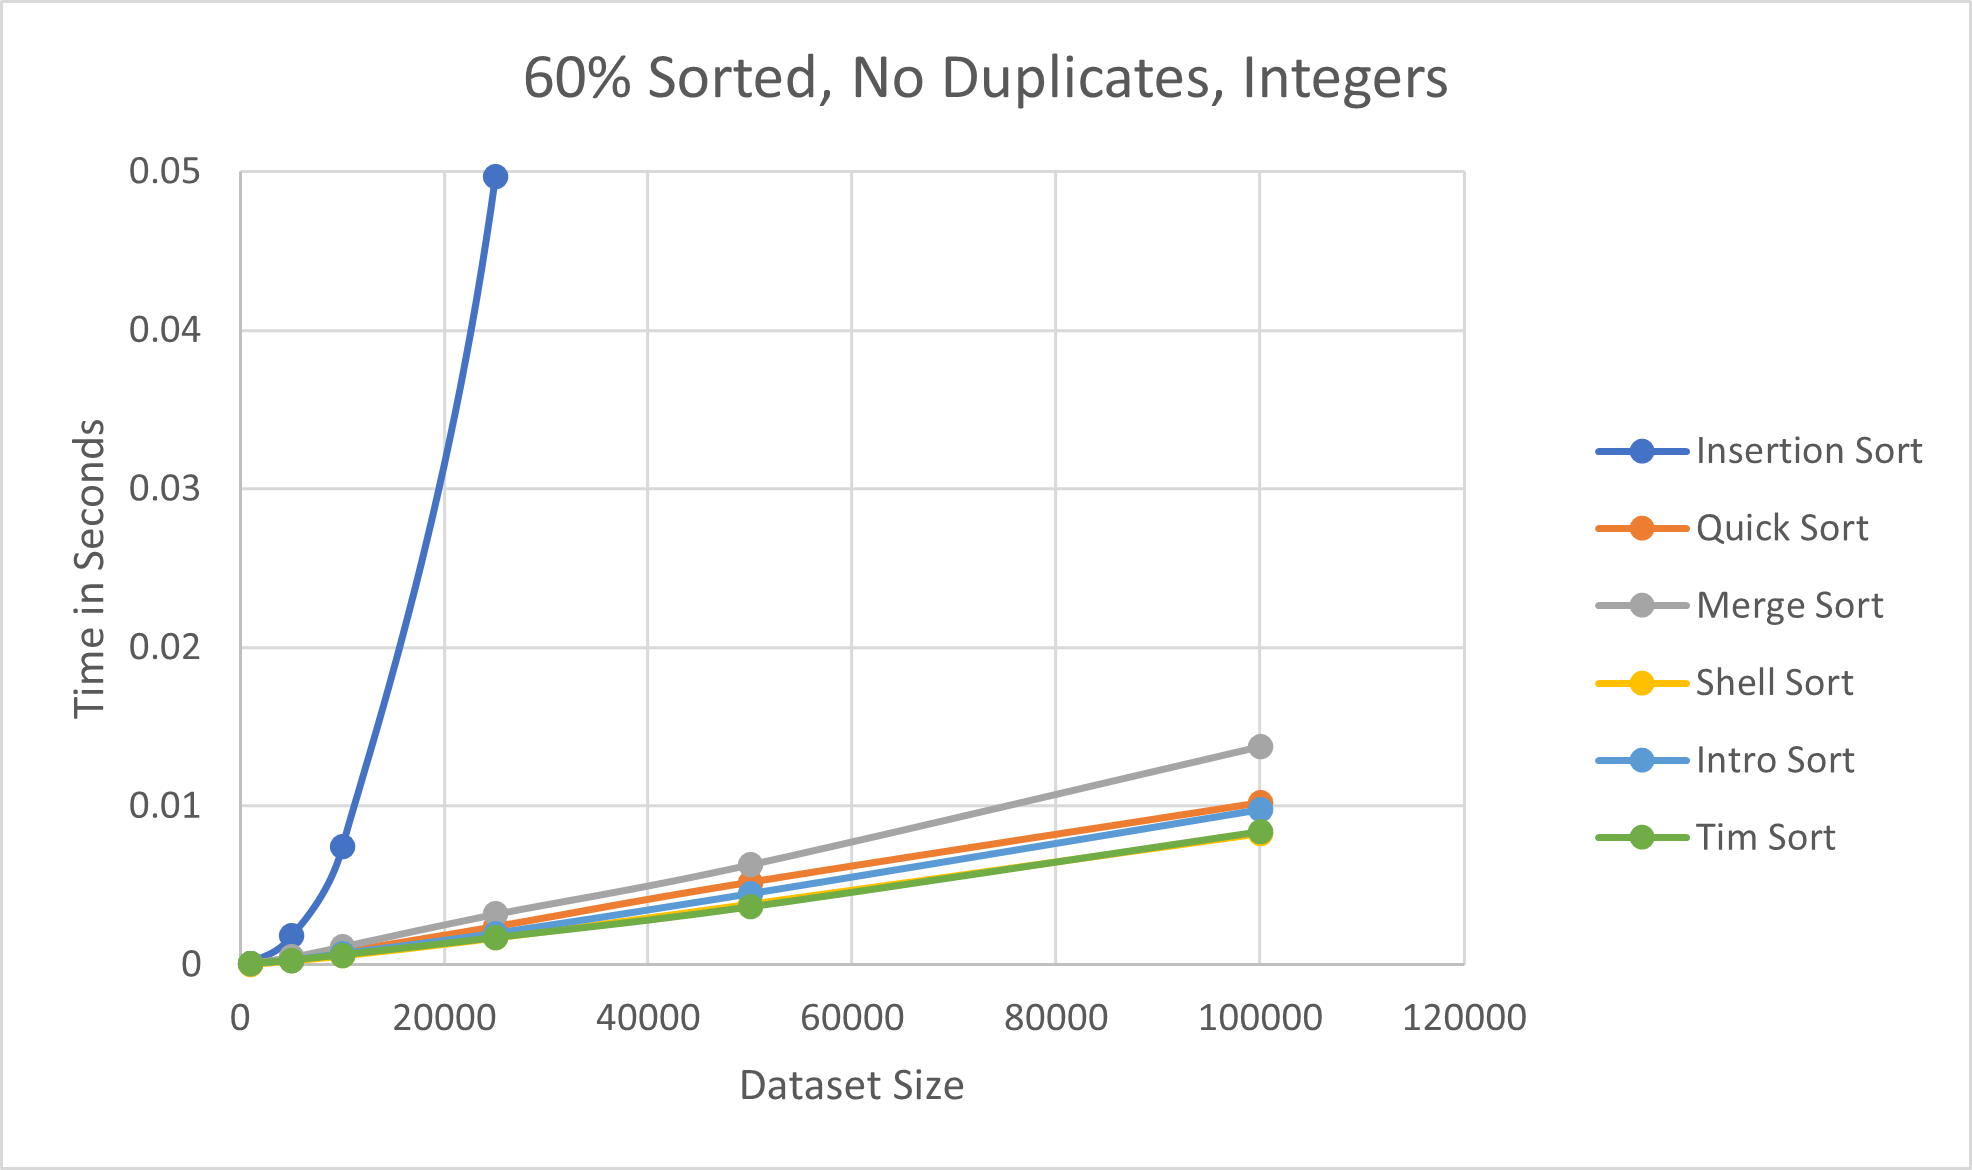 60% Sorted, No Duplicates, Integers
0.05
0.04
0.03
0.02
0.01
0
Time in Seconds
0 20000 40000 60000 80000 100000 120000
Dataset Size
Insertion Sort
Quick Sort
Merge Sort
Shell Sort
Intro Sort
Tim Sort